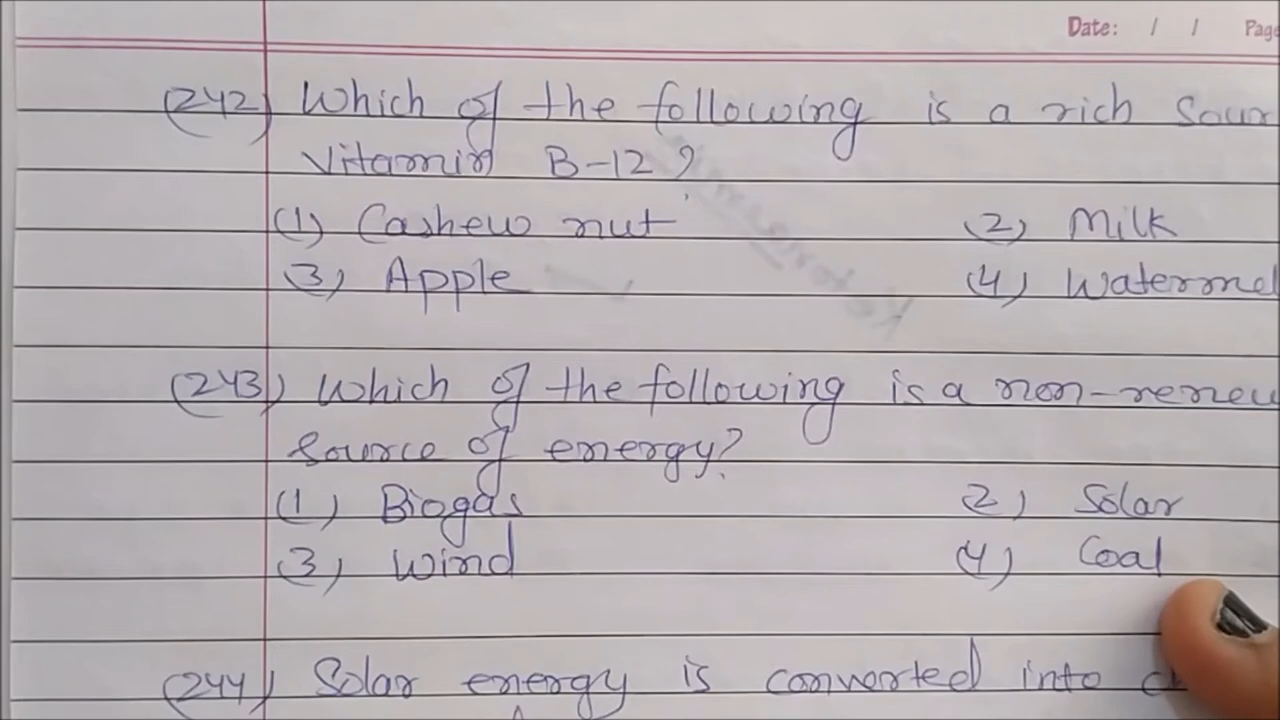 Date: / / Page
(242) Which of the following is a rich Sour
Vitamin B-12?
(1) Cashew nut (2) Milk
(3) Apple (4) Watermel
(243) Which of the following is a non-renew
Source of energy?
(1) Biogas (2) Solar
(3) Wind (4) Coal
(244) Solar energy is converted into